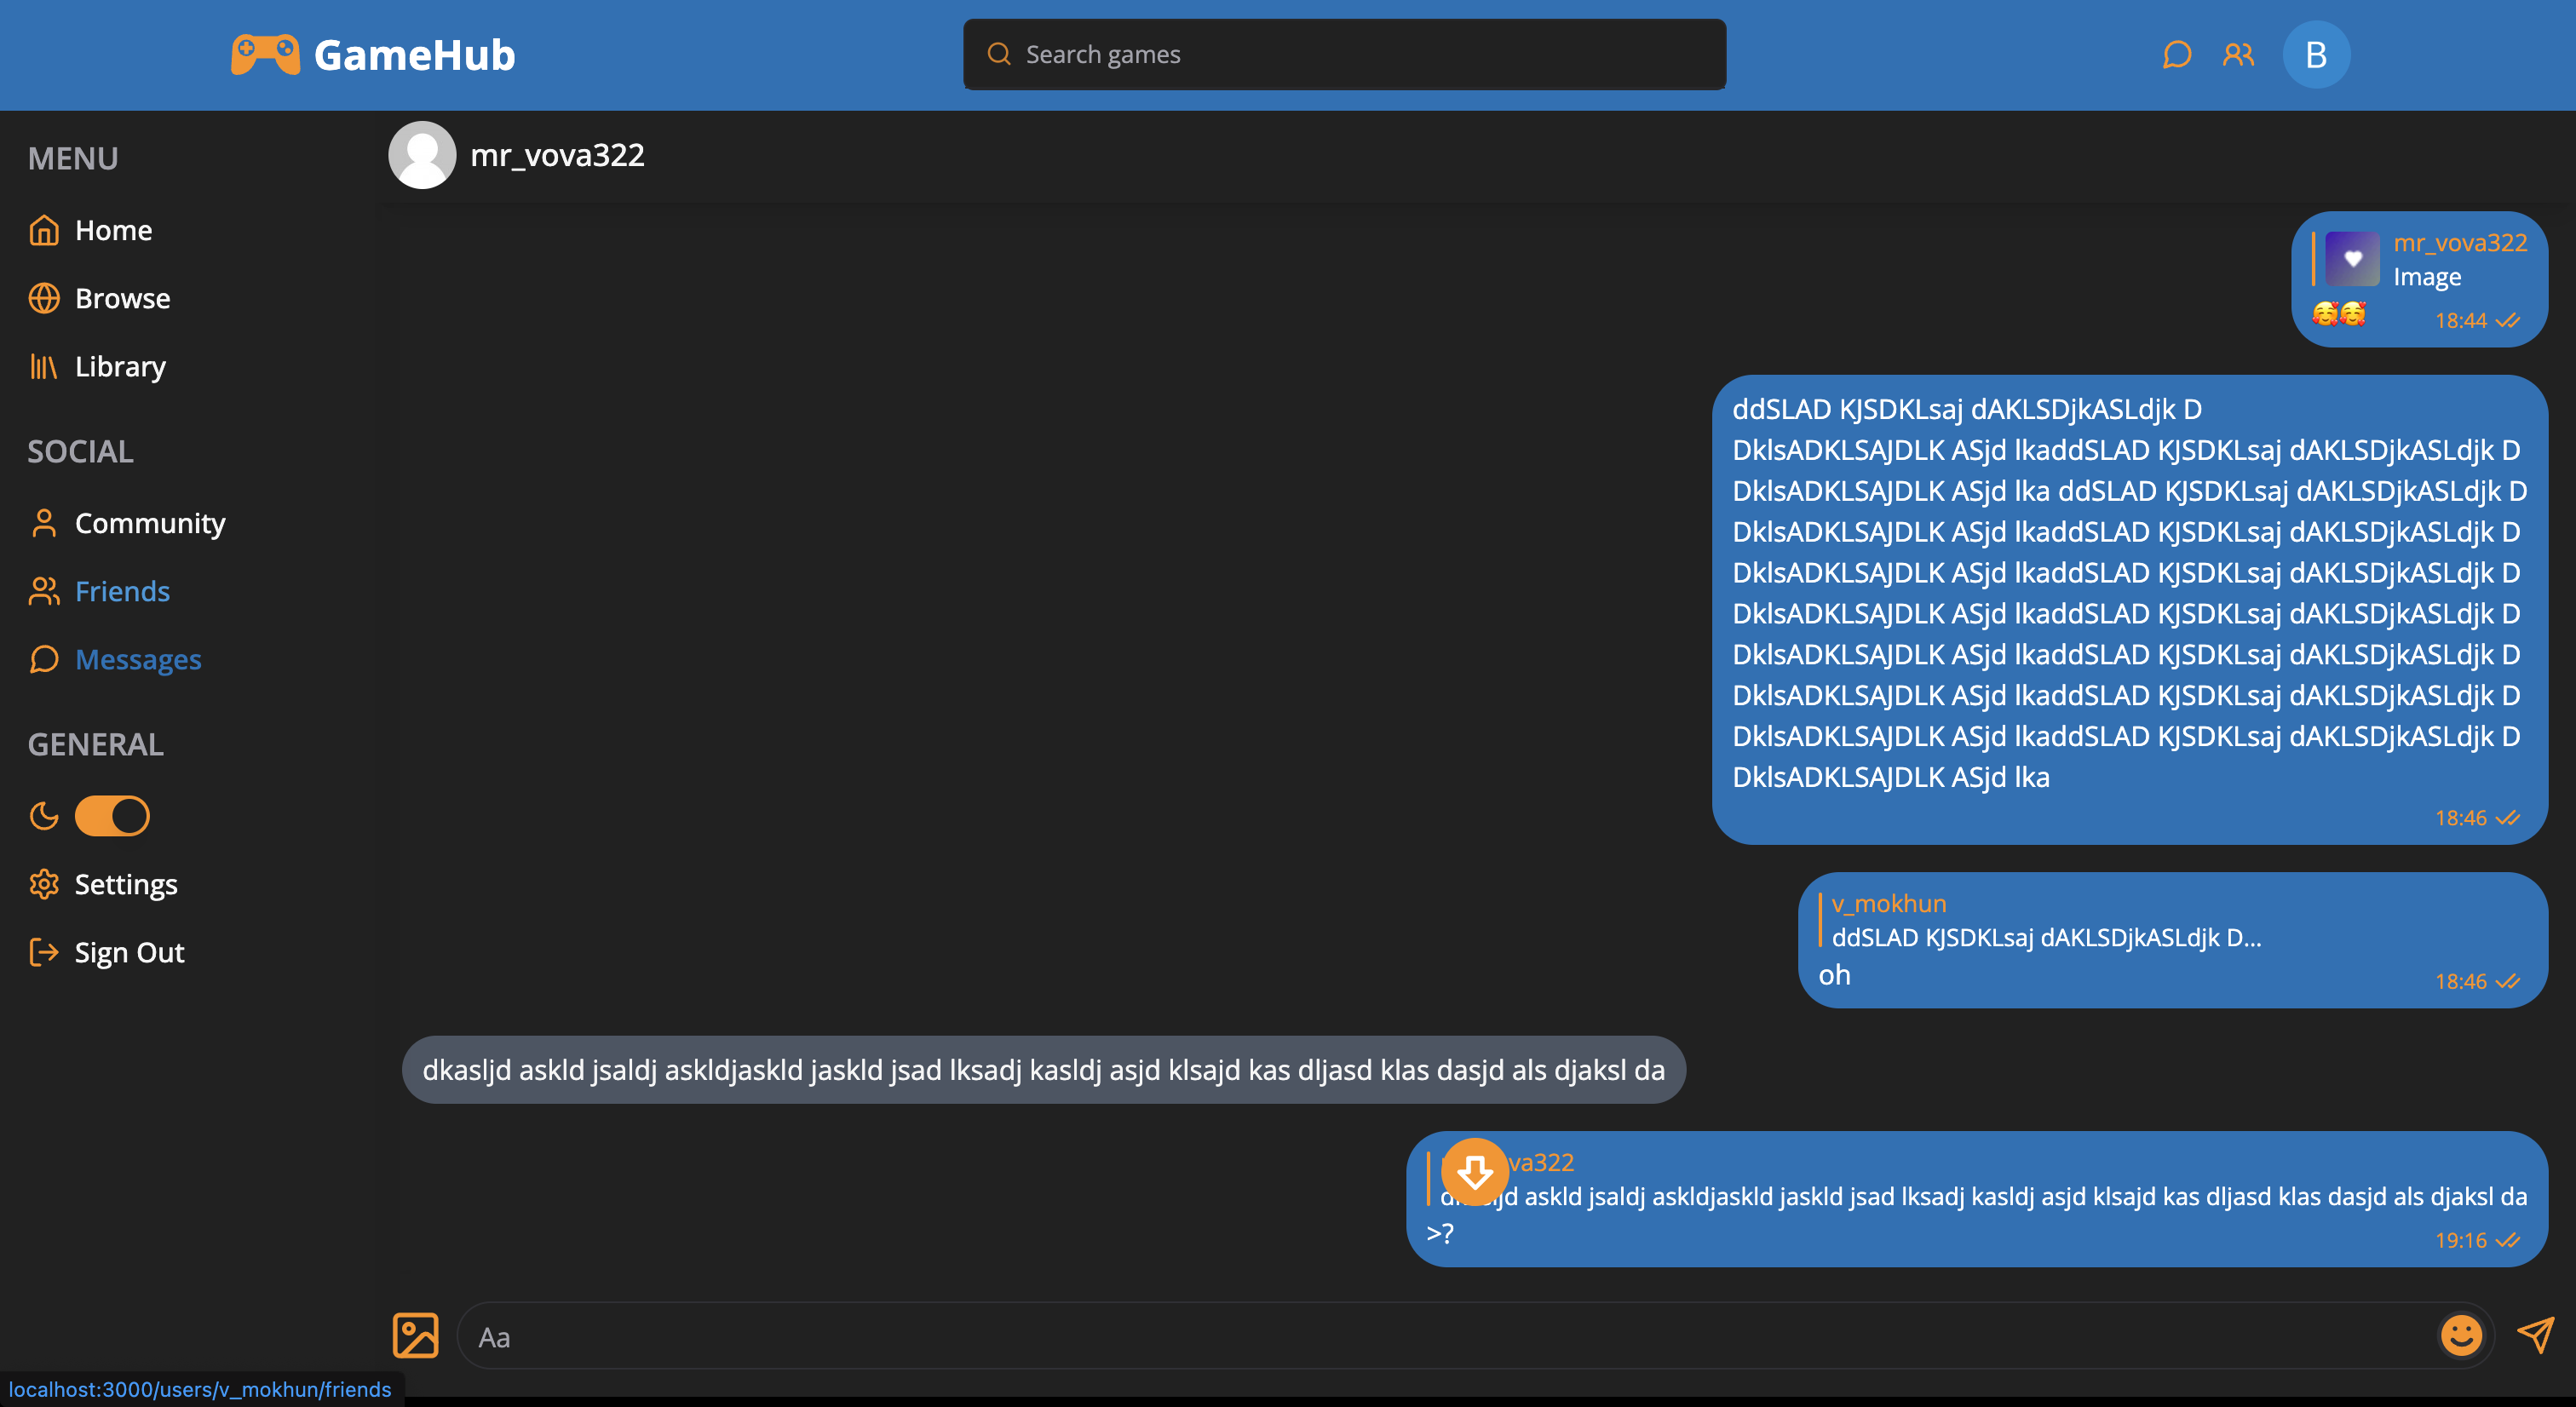 GameHub
Search games
B
MENU
Home
Browse
Library
SOCIAL
Community
Friends
Messages
GENERAL
Settings
Sign Out
mr_vova322
mr_vova322
Image
🥰🥰
18:44
ddSLAD KJSDKLsaj dAKLSDjkASLdjk D
DklsADKLSAJDLK ASjd lkaddSLAD KJSDKLsaj dAKLSDjkASLdjk D
DklsADKLSAJDLK ASjd lka ddSLAD KJSDKLsaj dAKLSDjkASLdjk D
DklsADKLSAJDLK ASjd lkaddSLAD KJSDKLsaj dAKLSDjkASLdjk D
DklsADKLSAJDLK ASjd lkaddSLAD KJSDKLsaj dAKLSDjkASLdjk D
DklsADKLSAJDLK ASjd lkaddSLAD KJSDKLsaj dAKLSDjkASLdjk D
DklsADKLSAJDLK ASjd lkaddSLAD KJSDKLsaj dAKLSDjkASLdjk D
DklsADKLSAJDLK ASjd lkaddSLAD KJSDKLsaj dAKLSDjkASLdjk D
DklsADKLSAJDLK ASjd lkaddSLAD KJSDKLsaj dAKLSDjkASLdjk D
DklsADKLSAJDLK ASjd lka
18:46
v_mokhun
ddSLAD KJSDKLsaj dAKLSDjkASLdjk D...
oh
18:46
dkasljd askld jsaldj askldjaskld jaskld jsad lksadj kasldj asjd klsajd kas dljasd klas dasjd als djaksl da
askld jsaldj askldjaskld jaskld jsad lksadj kasldj asjd klsajd kas dljasd klas dasjd als djaksl da
>?
19:16
Aa
localhost:3000/users/v_mokhun/friends